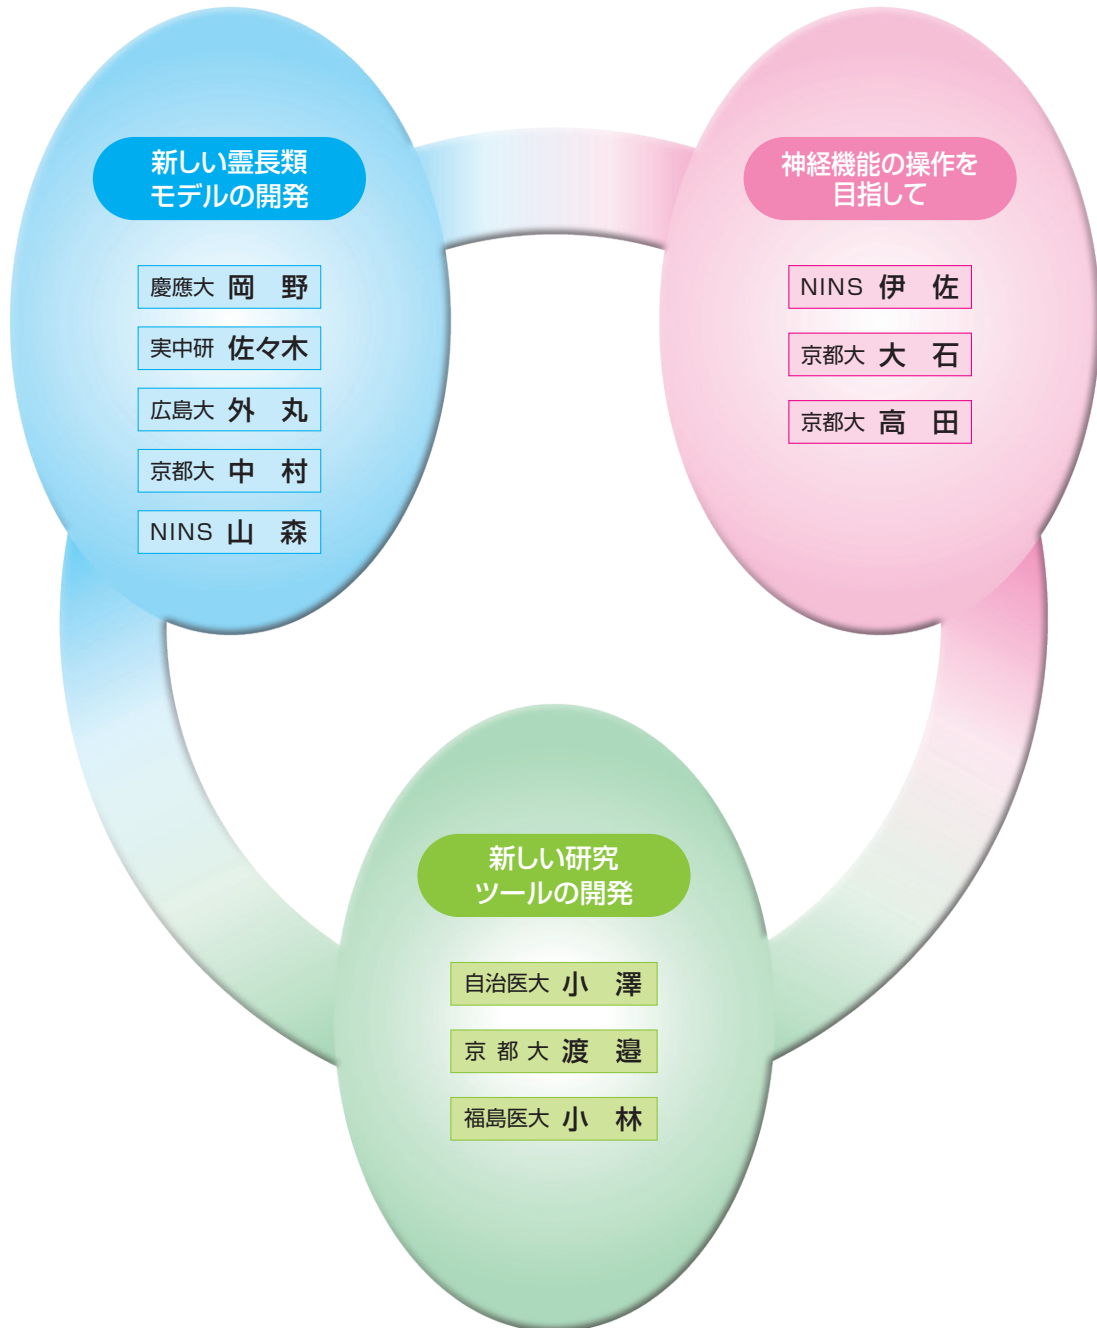 新しい霊長類
モデルの開発
慶應大 岡 野
実中研 佐々木
広島大 外 丸
京都大 中 村
NINS 山 森
神経機能の操作を
目指して
NINS 伊 佐
京都大 大 石
京都大 高 田
新しい研究
ツールの開発
自治医大 小 澤
京都大 渡 邉
福島医大 小 林